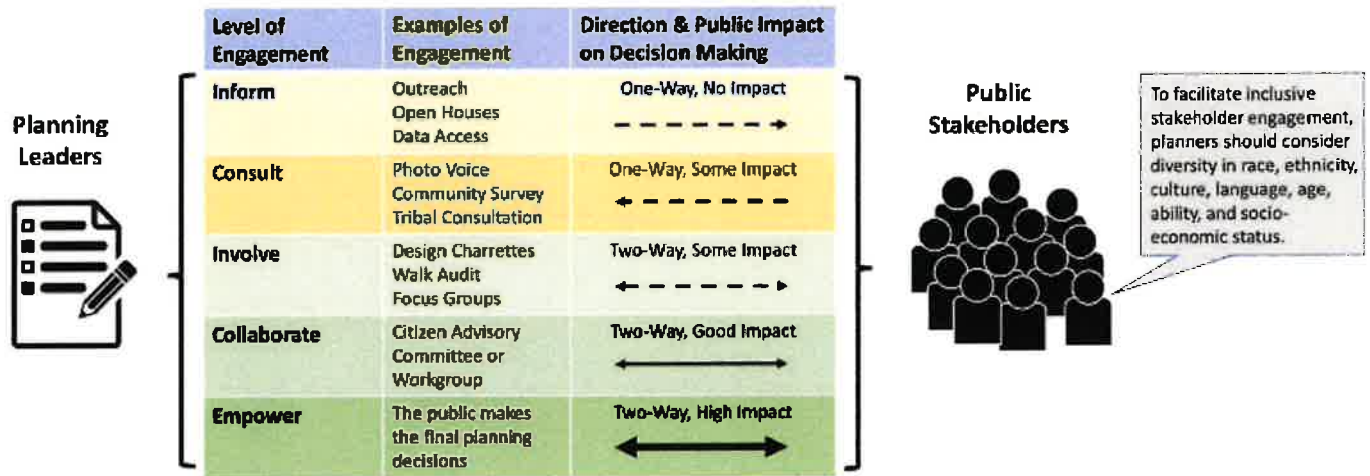 Planning
Leaders
Level of
Engagement
Examples of
Engagement
Direction & Public Impact
on Decision Making
Inform
Outreach
Open Houses
Data Access
One-Way, No Impact
Consult
Photo Voice
Community Survey
Tribal Consultation
One-Way, Some Impact
Involve
Design Charrettes
Walk Audit
Focus Groups
Two-Way, Some Impact
Collaborate
Citizen Advisory
Committee or
Workgroup
Two-Way, Good Impact
Empower
The public makes
the final planning
decisions
Two-Way, High Impact
Public
Stakeholders
To facilitate inclusive
stakeholder engagement,
planners should consider
diversity in race, ethnicity,
culture, language, age,
ability, and socio-
economic status.